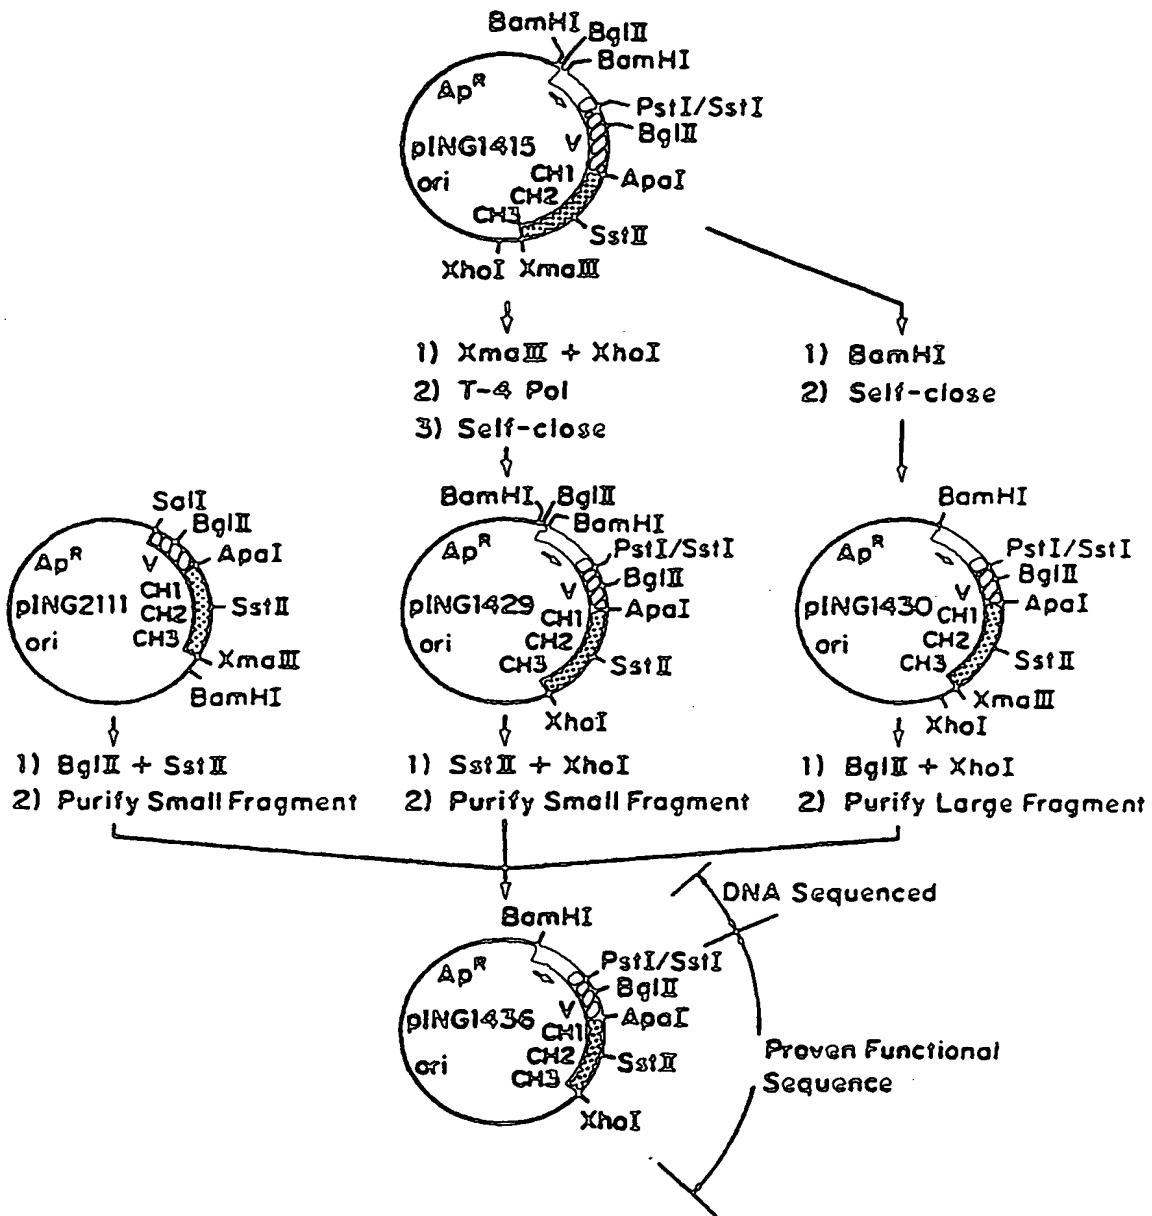 BamHI
BglII
BamHI
Ap^R
PstI/SstI
BglII
V
pING1415
CH1
ApaI
ori
CH2
CH3
SstII
XhoI XmaIII
1) XmaIII + XhoI
2) T-4 Pol
3) Self-close
1) BamHI
2) Self-close
SalI
BglII
ApaI
Ap^R
V
CH1
pING2111
CH2
SstII
ori
CH3
XmaIII
BamHI
BamHI
BglII
BamHI
Ap^R
PstI/SstI
BglII
V
ApaI
pING1429
CH1
CH2
ori
CH3
SstII
XhoI
BamHI
Ap^R
PstI/SstI
BglII
V
ApaI
pING1430
CH1
CH2
ori
CH3
SstII
XmaIII
XhoI
1) BglII + SstII
2) Purify Small Fragment
1) SstII + XhoI
2) Purify Small Fragment
1) BglII + XhoI
2) Purify Large Fragment
DNA Sequenced
BamHI
Ap^R
PstI/SstI
BglII
V
ApaI
pING1436
CH1
CH2
ori
CH3
SstII
XhoI
Proven Functional
Sequence